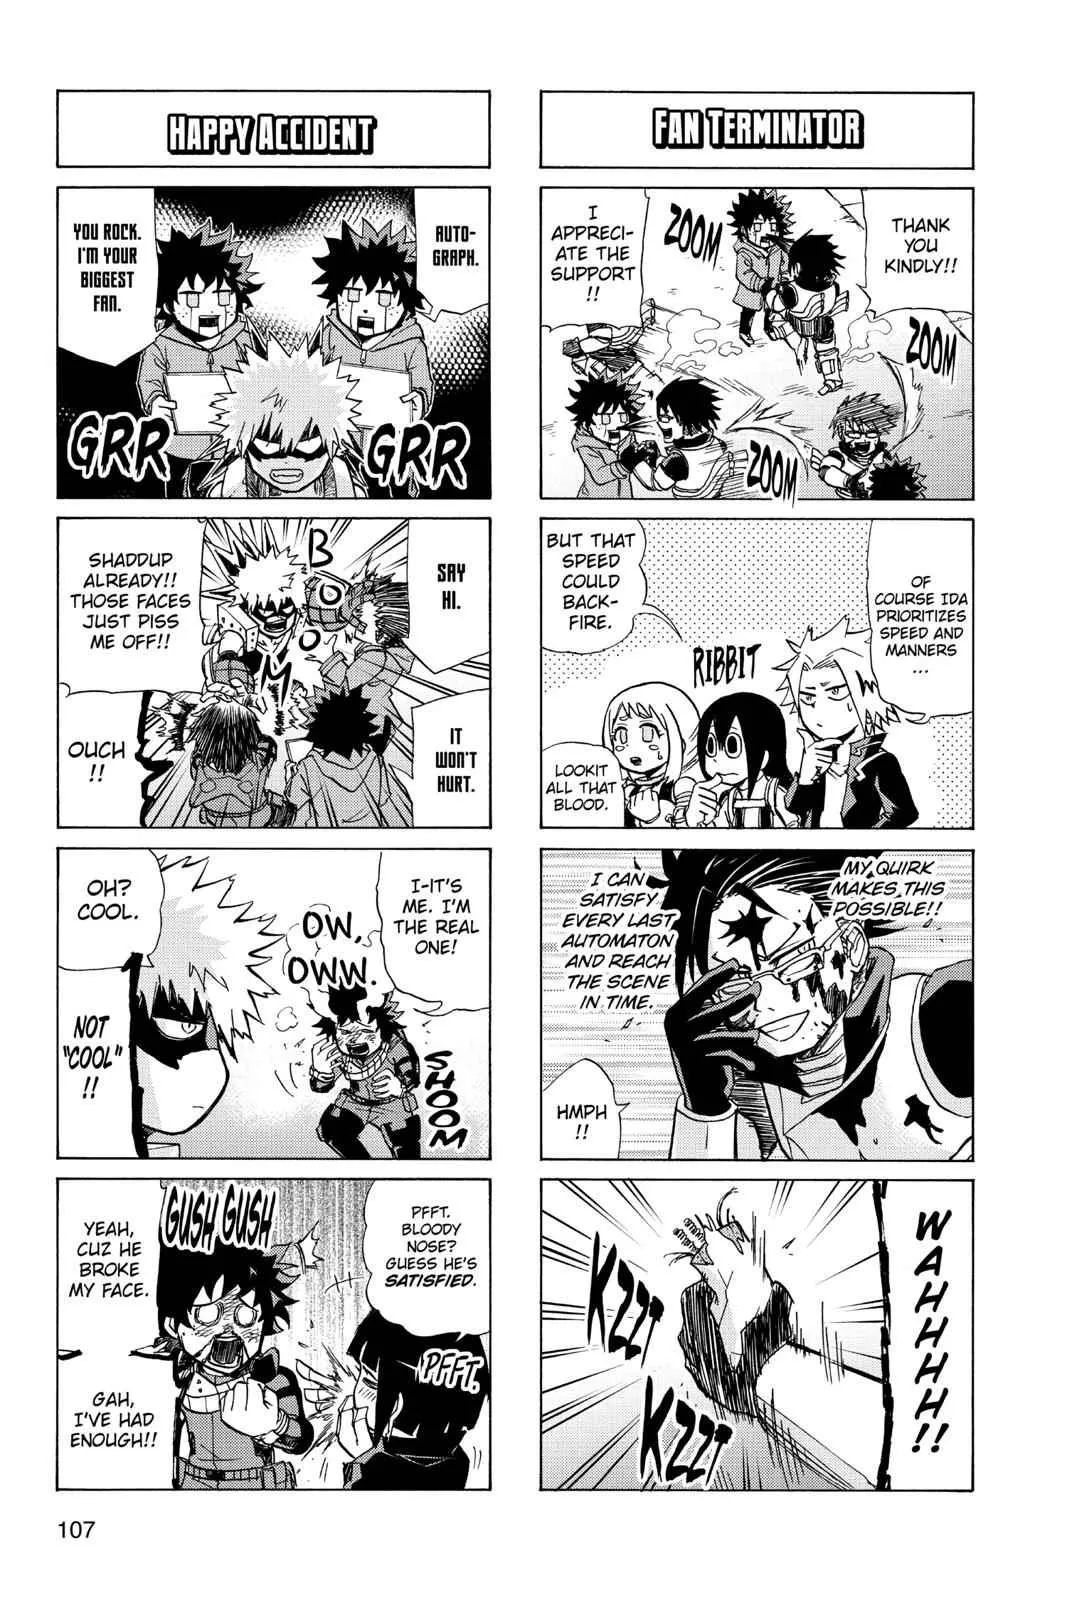 FAN TERMINATOR
THANK
YOU
KINDLY!!
I
APPRECI-
ATE THE
SUPPORT
!!
ZOOM
ZOOM
ZOOM
OF
COURSE IDA
PRIORITIZES
SPEED AND
MANNERS
...
BUT THAT
SPEED
COULD
BACK-
FIRE.
RIBBIT
LOOKIT
ALL THAT
BLOOD.
MY QUIRK
MAKES THIS
POSSIBLE!!
I CAN
SATISFY
EVERY LAST
AUTOMATON
AND REACH
THE SCENE
IN TIME.
HMPH
!!
WAHHHH!!
KZZT
KZZT
HAPPY ACCIDENT
AUTO-
GRAPH.
YOU ROCK.
I'M YOUR
BIGGEST
FAN.
GRR
GRR
SAY
HI.
BOOM
SHADDUP
ALREADY!!
THOSE FACES
JUST PISS
ME OFF!!
IT
WON'T
HURT.
OUCH
!!
I-IT'S
ME. I'M
THE REAL
ONE!
OW,
OWW.
SHOOM
OH?
COOL.
NOT
"COOL"
!!
PFFT.
BLOODY
NOSE?
GUESS HE'S
SATISFIED.
PFFT.
GUSH GUSH
YEAH,
CUZ HE
BROKE
MY FACE.
GAH,
I'VE HAD
ENOUGH!!
107